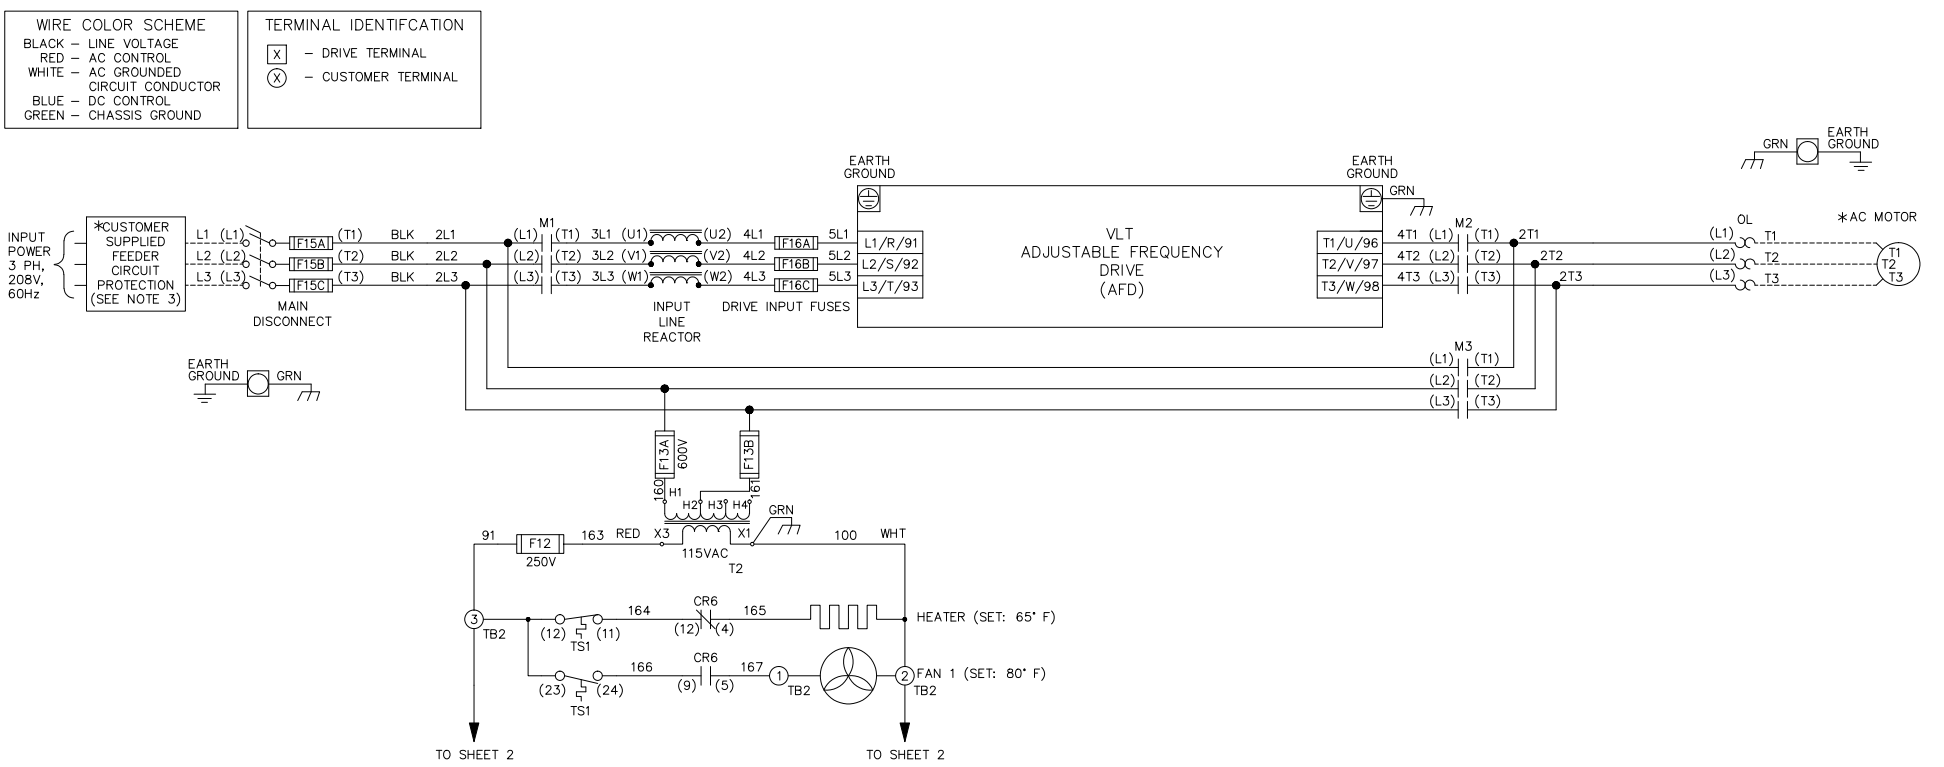 WIRE COLOR SCHEME
BLACK – LINE VOLTAGE
RED – AC CONTROL
WHITE – AC GROUNDED
CIRCUIT CONDUCTOR
BLUE – DC CONTROL
GREEN – CHASSIS GROUND
TERMINAL IDENTIFCATION
X – DRIVE TERMINAL
X – CUSTOMER TERMINAL
INPUT
POWER
3 PH,
208V,
60Hz
*CUSTOMER
SUPPLIED
FEEDER
CIRCUIT
PROTECTION
(SEE NOTE 3)
L1 (L1) F15A (T1) BLK 2L1 (L1) M1 (T1) 3L1 (U1) (U2) 4L1 F16A 5L1 L1/R/91
L2 (L2) F15B (T2) BLK 2L2 (L2) (T2) 3L2 (V1) (V2) 4L2 F16B 5L2 L2/S/92
L3 (L3) F15C (T3) BLK 2L3 (L3) (T3) 3L3 (W1) (W2) 4L3 F16C 5L3 L3/T/93
MAIN
DISCONNECT
INPUT
LINE
REACTOR
DRIVE INPUT FUSES
EARTH
GROUND
VLT
ADJUSTABLE FREQUENCY
DRIVE
(AFD)
EARTH
GROUND
GRN
T1/U/96 4T1 (L1) M2 (T1) 2T1 (L1) OL T1
T2/V/97 4T2 (L2) (T2) 2T2 (L2) T2
T3/W/98 4T3 (L3) (T3) 2T3 (L3) T3
*AC MOTOR
T1
T2
T3
GRN
EARTH
GROUND
EARTH
GROUND
GRN
M3
(L1) (T1)
(L2) (T2)
(L3) (T3)
F13A
600V
F13B
160
161
H1
H2 H3 H4
GRN
91 F12 163 RED X3 X1 100 WHT
250V
115VAC
T2
3
TB2
(12) (11)
TS1
164
CR6
(12) (4)
165
HEATER (SET: 65° F)
(23) (24)
TS1
166
CR6
(9) (5)
167
1
TB2
2
TB2
FAN 1 (SET: 80° F)
TO SHEET 2
TO SHEET 2